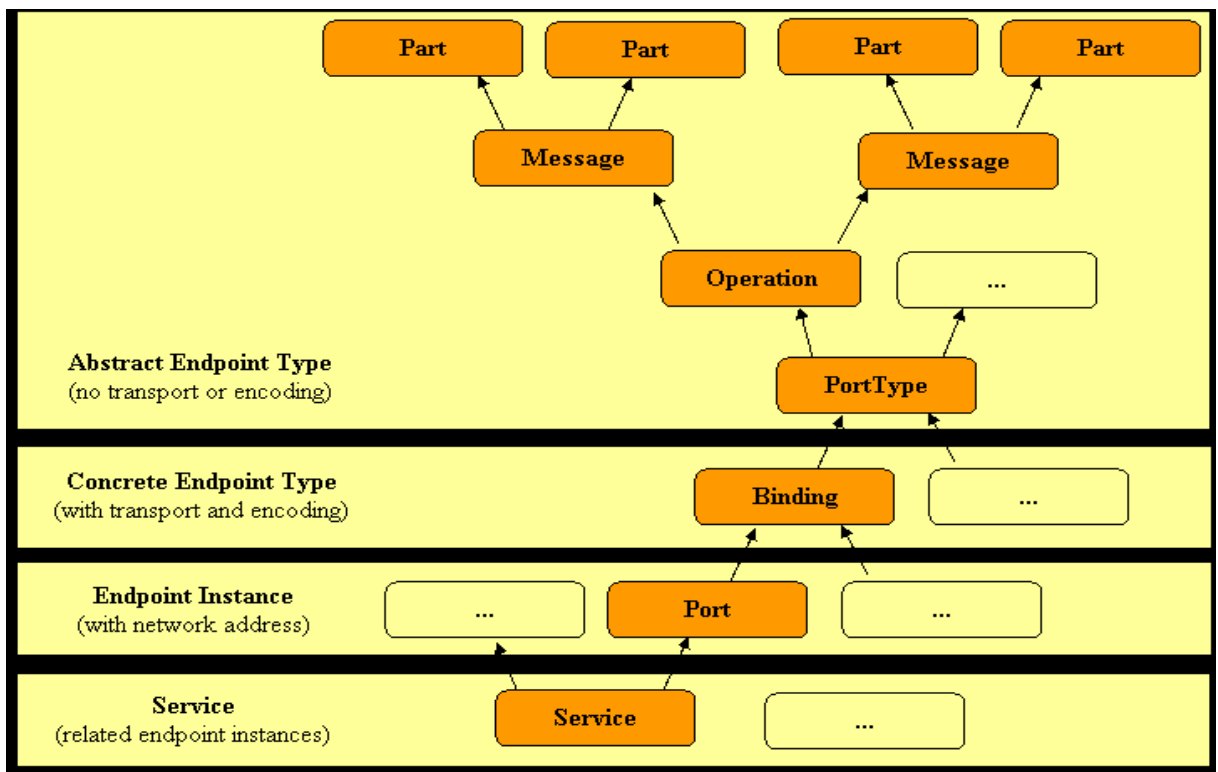 Part
Part
Part
Part
Message
Message
Operation
...
Abstract Endpoint Type
(no transport or encoding)
PortType
Concrete Endpoint Type
(with transport and encoding)
Binding
...
Endpoint Instance
(with network address)
...
Port
...
Service
(related endpoint instances)
Service
...